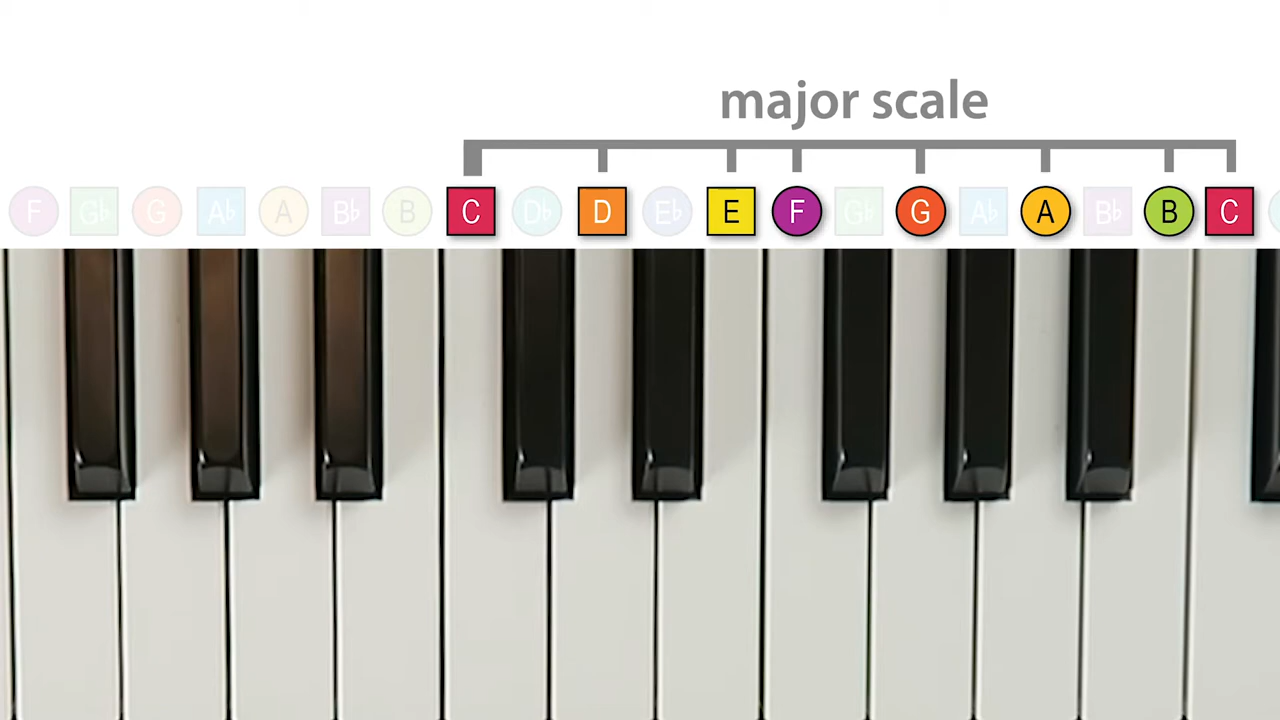 major scale
F G♭ G A♭ A B♭ B C D♭ D E♭ E F G♭ G A♭ A B♭ B C